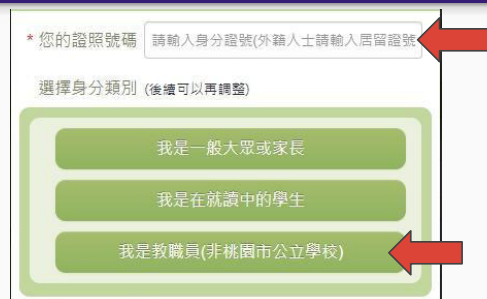 * 您的證照號碼 請輸入身分證號(外籍人士請輸入居留證號
選擇身分類別 (後續可以再調整)
我是一般大眾或家長
我是在就讀中的學生
我是教職員(非桃園市公立學校)